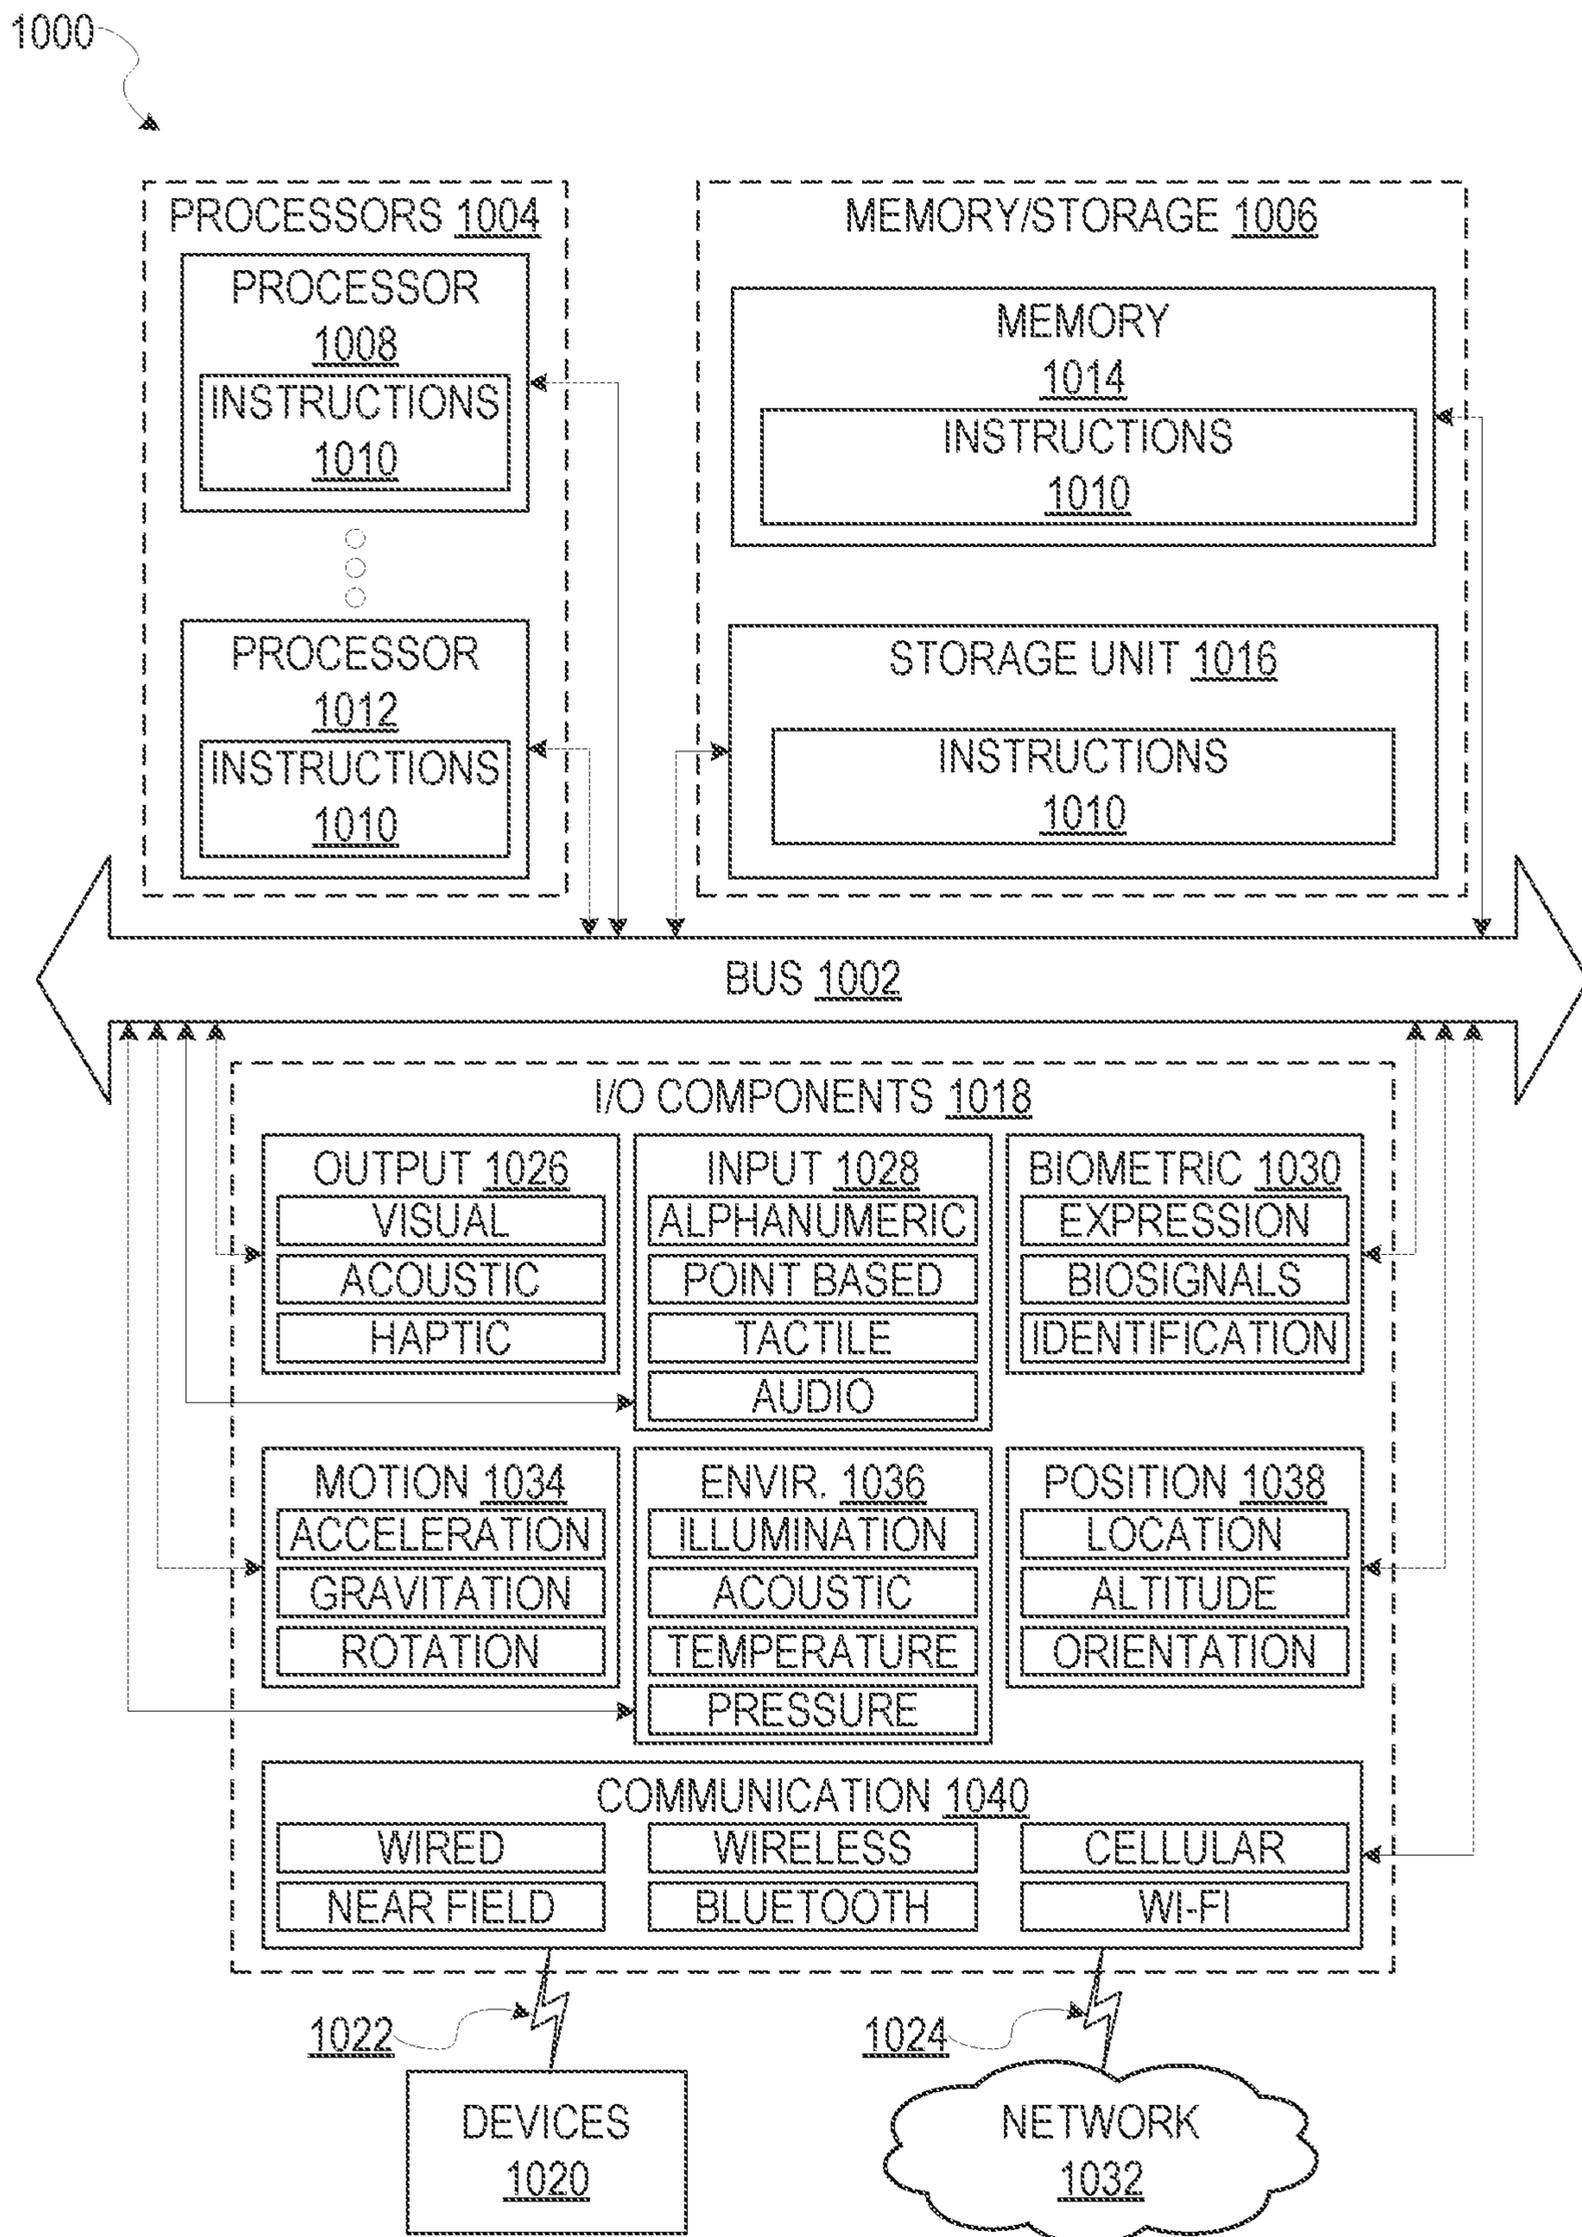 1000
PROCESSORS 1004
PROCESSOR
1008
INSTRUCTIONS
1010
PROCESSOR
1012
INSTRUCTIONS
1010
MEMORY/STORAGE 1006
MEMORY
1014
INSTRUCTIONS
1010
STORAGE UNIT 1016
INSTRUCTIONS
1010
BUS 1002
I/O COMPONENTS 1018
OUTPUT 1026
VISUAL
ACOUSTIC
HAPTIC
INPUT 1028
ALPHANUMERIC
POINT BASED
TACTILE
AUDIO
BIOMETRIC 1030
EXPRESSION
BIOSIGNALS
IDENTIFICATION
MOTION 1034
ACCELERATION
GRAVITATION
ROTATION
ENVIR. 1036
ILLUMINATION
ACOUSTIC
TEMPERATURE
PRESSURE
POSITION 1038
LOCATION
ALTITUDE
ORIENTATION
COMMUNICATION 1040
WIRED
WIRELESS
CELLULAR
NEAR FIELD
BLUETOOTH
WI-FI
1022
1024
DEVICES
1020
NETWORK
1032